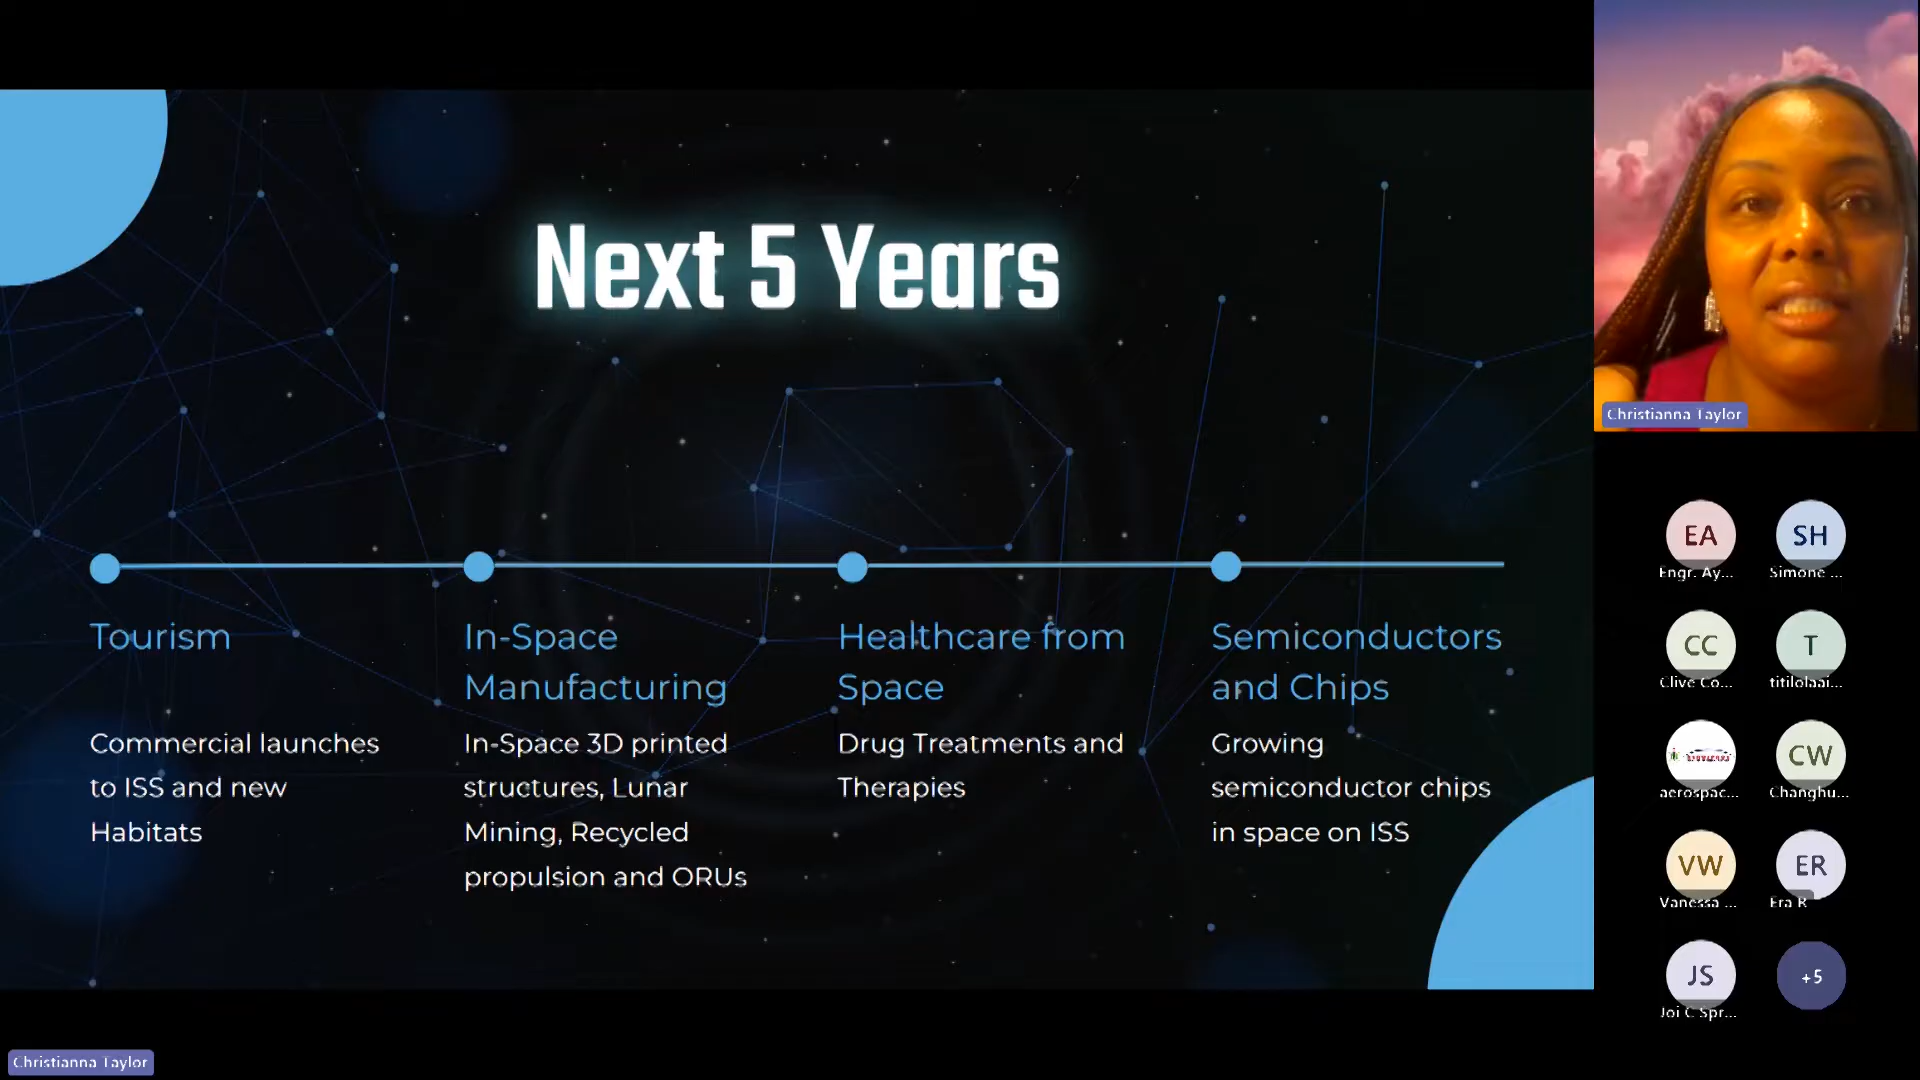 Next 5 Years
Tourism
Commercial launches
to ISS and new
Habitats
In-Space
Manufacturing
In-Space 3D printed
structures, Lunar
Mining, Recycled
propulsion and ORUs
Healthcare from
Space
Drug Treatments and
Therapies
Semiconductors
and Chips
Growing
semiconductor chips
in space on ISS
Christianna Taylor
EA
Engr. Ay...
SH
Simone ...
CC
Clive Co...
T
titilolaai...
aerospac...
CW
Changhu...
VW
Vanessa ...
ER
Era R
JS
Joi C Spr...
+5
Christianna Taylor